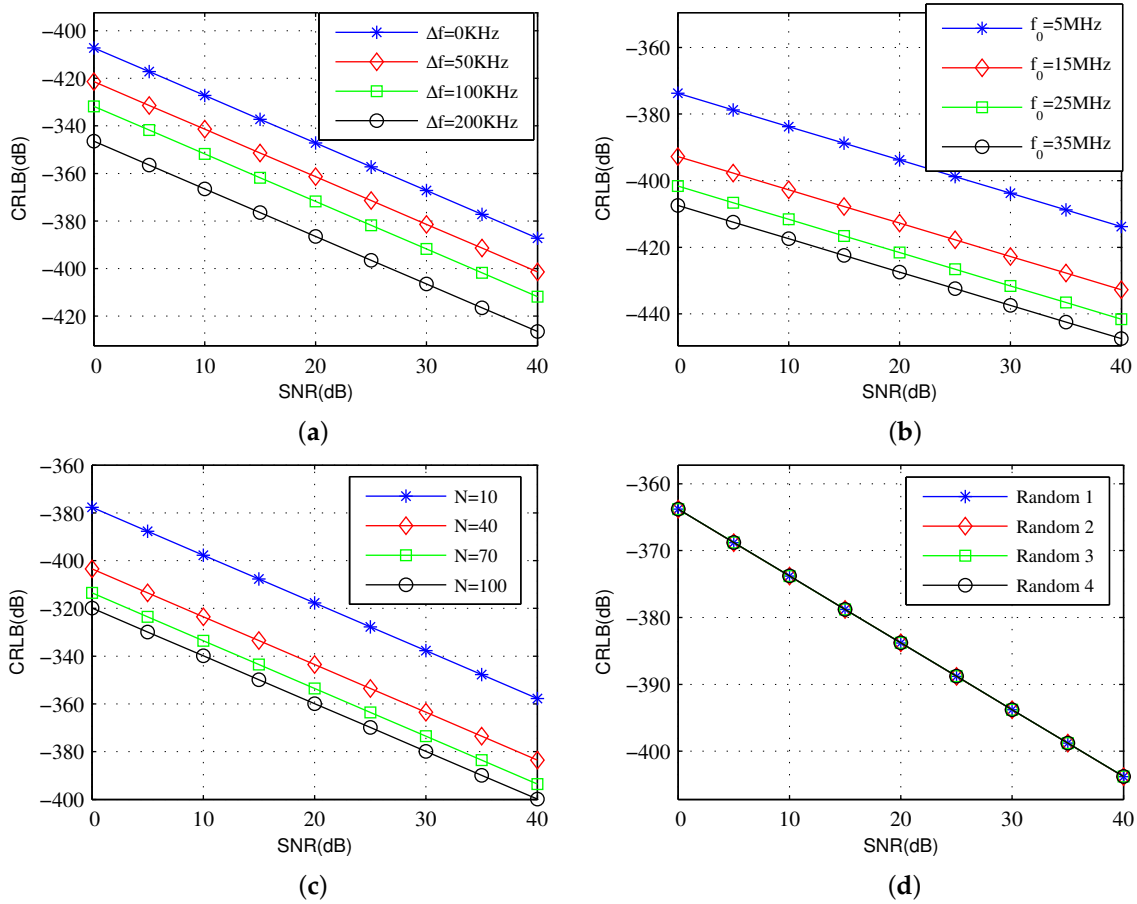 −400
−420
−340
−360
−380
−400
−420
0 10 20 30 40
SNR(dB)
CRLB(dB)
Δf=0KHz
Δf=50KHz
Δf=100KHz
Δf=200KHz
(a)
−360
−380
−400
−420
−440
0 10 20 30 40
SNR(dB)
CRLB(dB)
f0=5MHz
f0=15MHz
f0=25MHz
f0=35MHz
(b)
−360
−380
−400
−320
−340
−360
−380
−400
0 10 20 30 40
SNR(dB)
CRLB(dB)
N=10
N=40
N=70
N=100
(c)
−360
−370
−380
−390
−400
0 10 20 30 40
SNR(dB)
CRLB(dB)
Random 1
Random 2
Random 3
Random 4
(d)